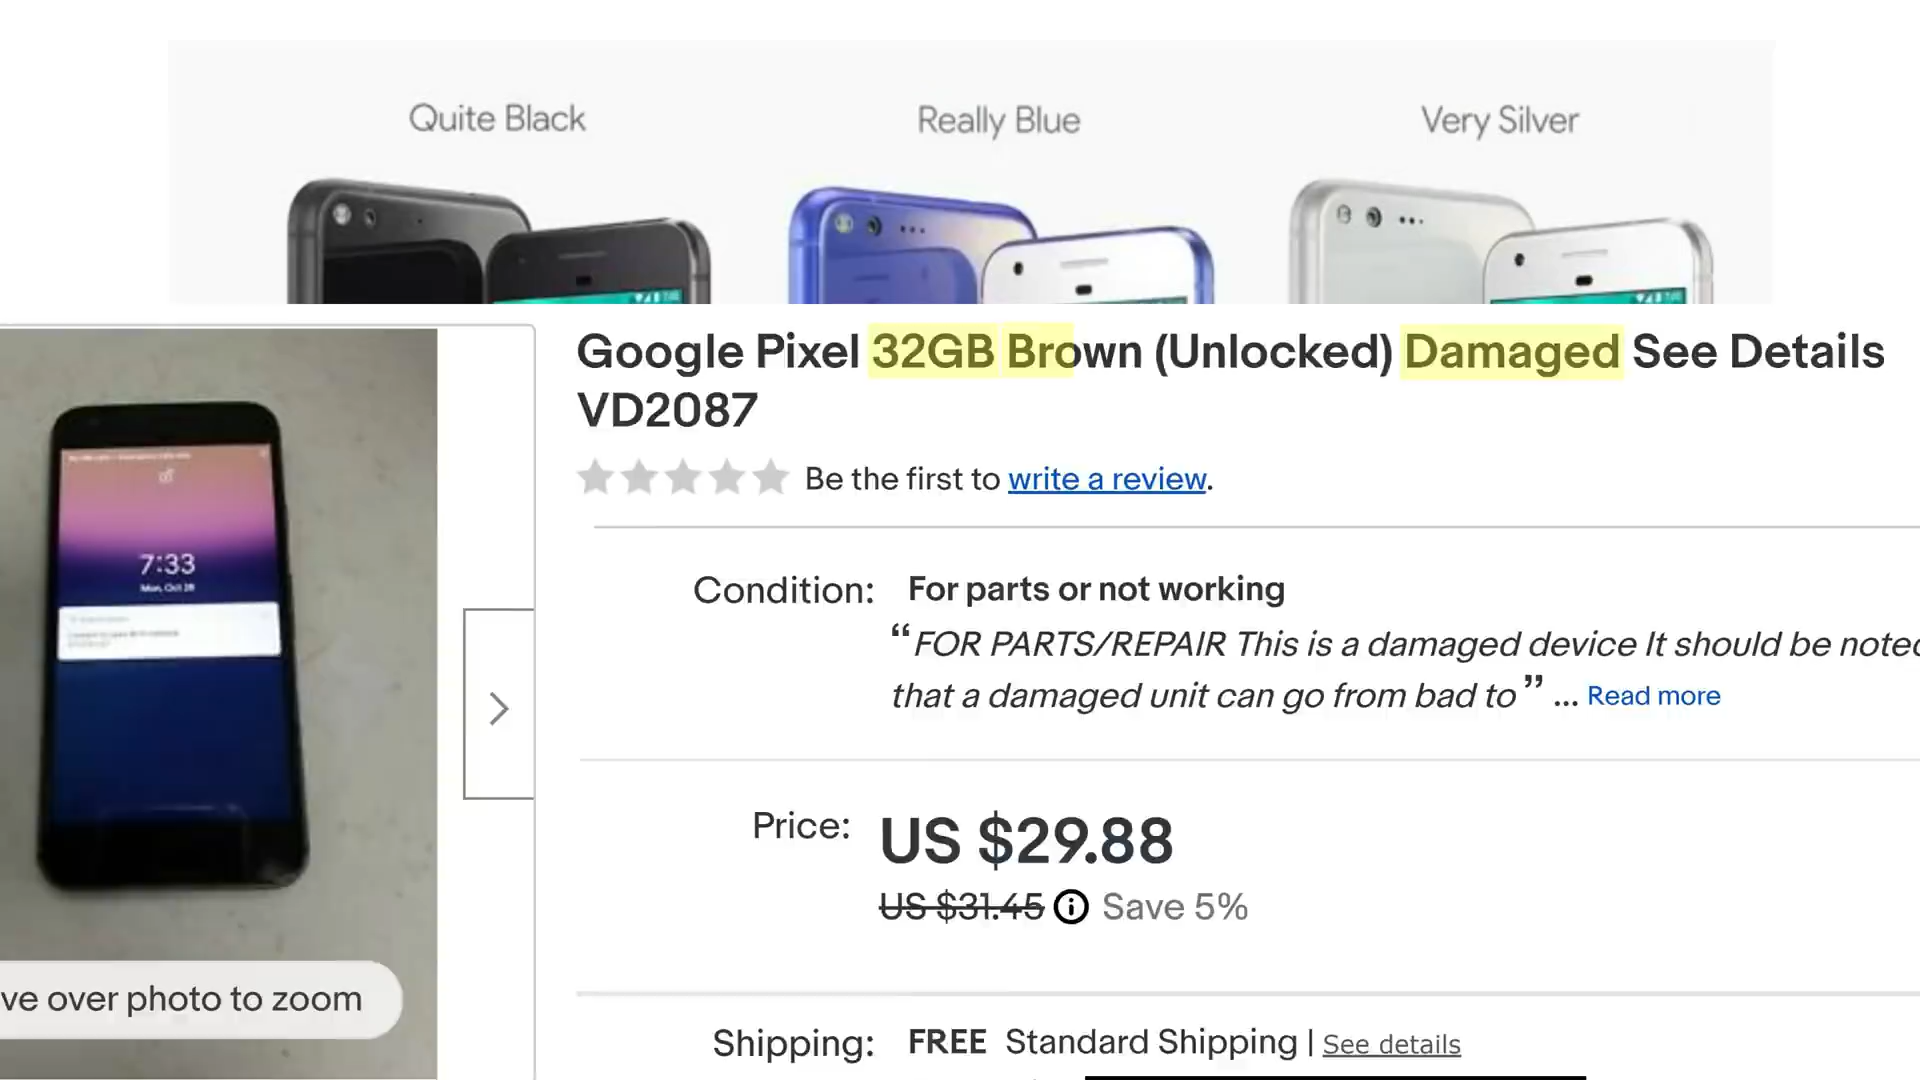 Quite Black
Really Blue
Very Silver
Google Pixel 32GB Brown (Unlocked) Damaged See Details
VD2087
Be the first to write a review.
7:33
Mon, Oct 28
Condition: For parts or not working
“FOR PARTS/REPAIR This is a damaged device It should be noted
that a damaged unit can go from bad to” ... Read more
Price: US $29.88
US $31.45 Save 5%
ve over photo to zoom
Shipping: FREE Standard Shipping | See details